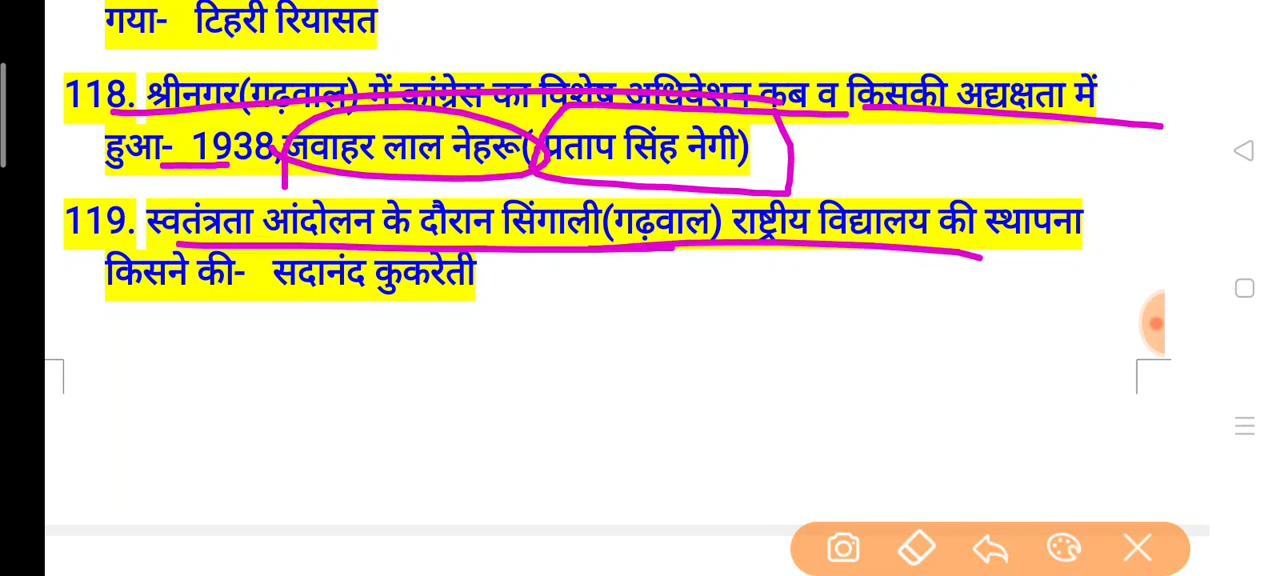 गया- टिहरी रियासत
118. श्रीनगर(गढ़वाल) में कांग्रेस का विशेष अधिवेशन कब व किसकी अद्यक्षता में
हुआ- 1938,जवाहर लाल नेहरू( प्रताप सिंह नेगी)
119. स्वतंत्रता आंदोलन के दौरान सिंगाली(गढ़वाल) राष्ट्रीय विद्यालय की स्थापना
किसने की- सदानंद कुकरेती